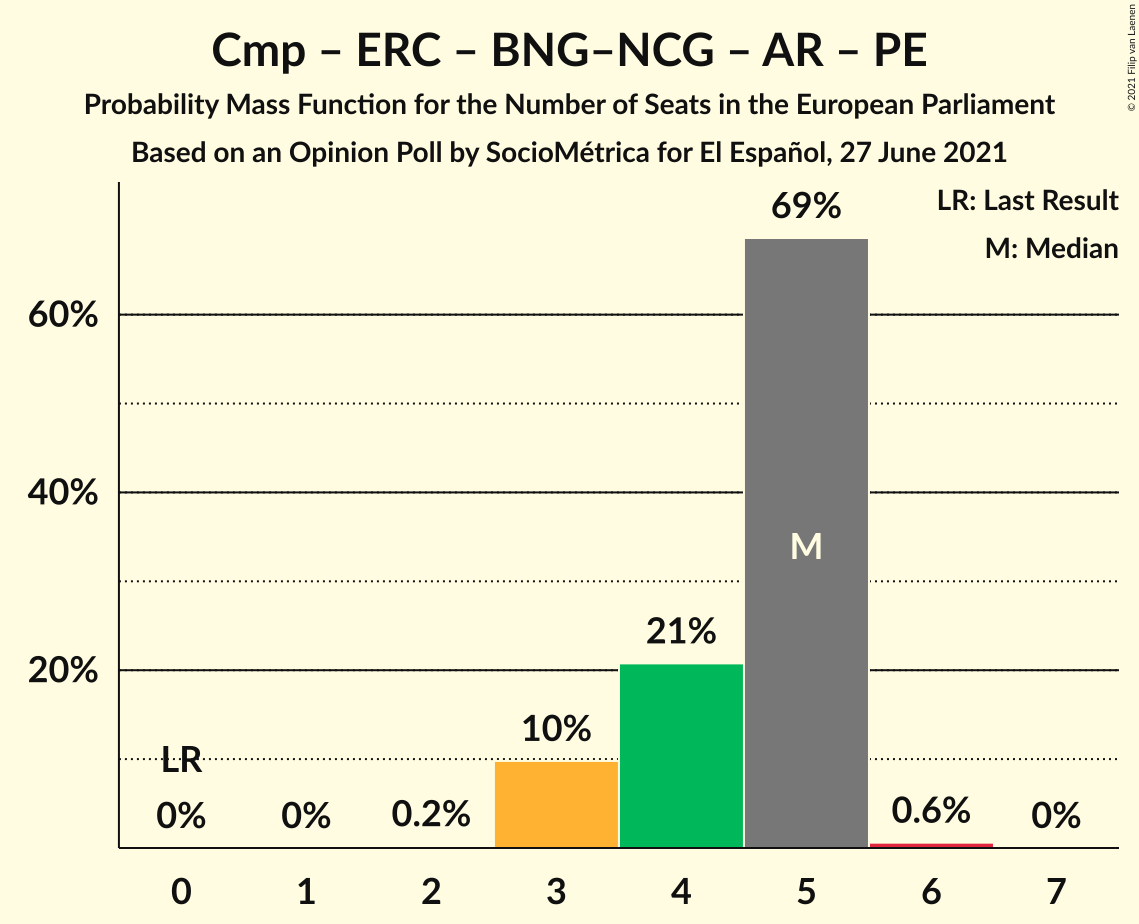 Cmp – ERC – BNG–NCG – AR – PE
Probability Mass Function for the Number of Seats in the European Parliament
Based on an Opinion Poll by SocioMétrica for El Español, 27 June 2021
© 2021 Filip van Laenen
LR: Last Result
M: Median
69%
60%
40%
M
21%
20%
10%
LR
0%
0%
0.2%
0.6%
0%
0
1
2
3
4
5
6
7